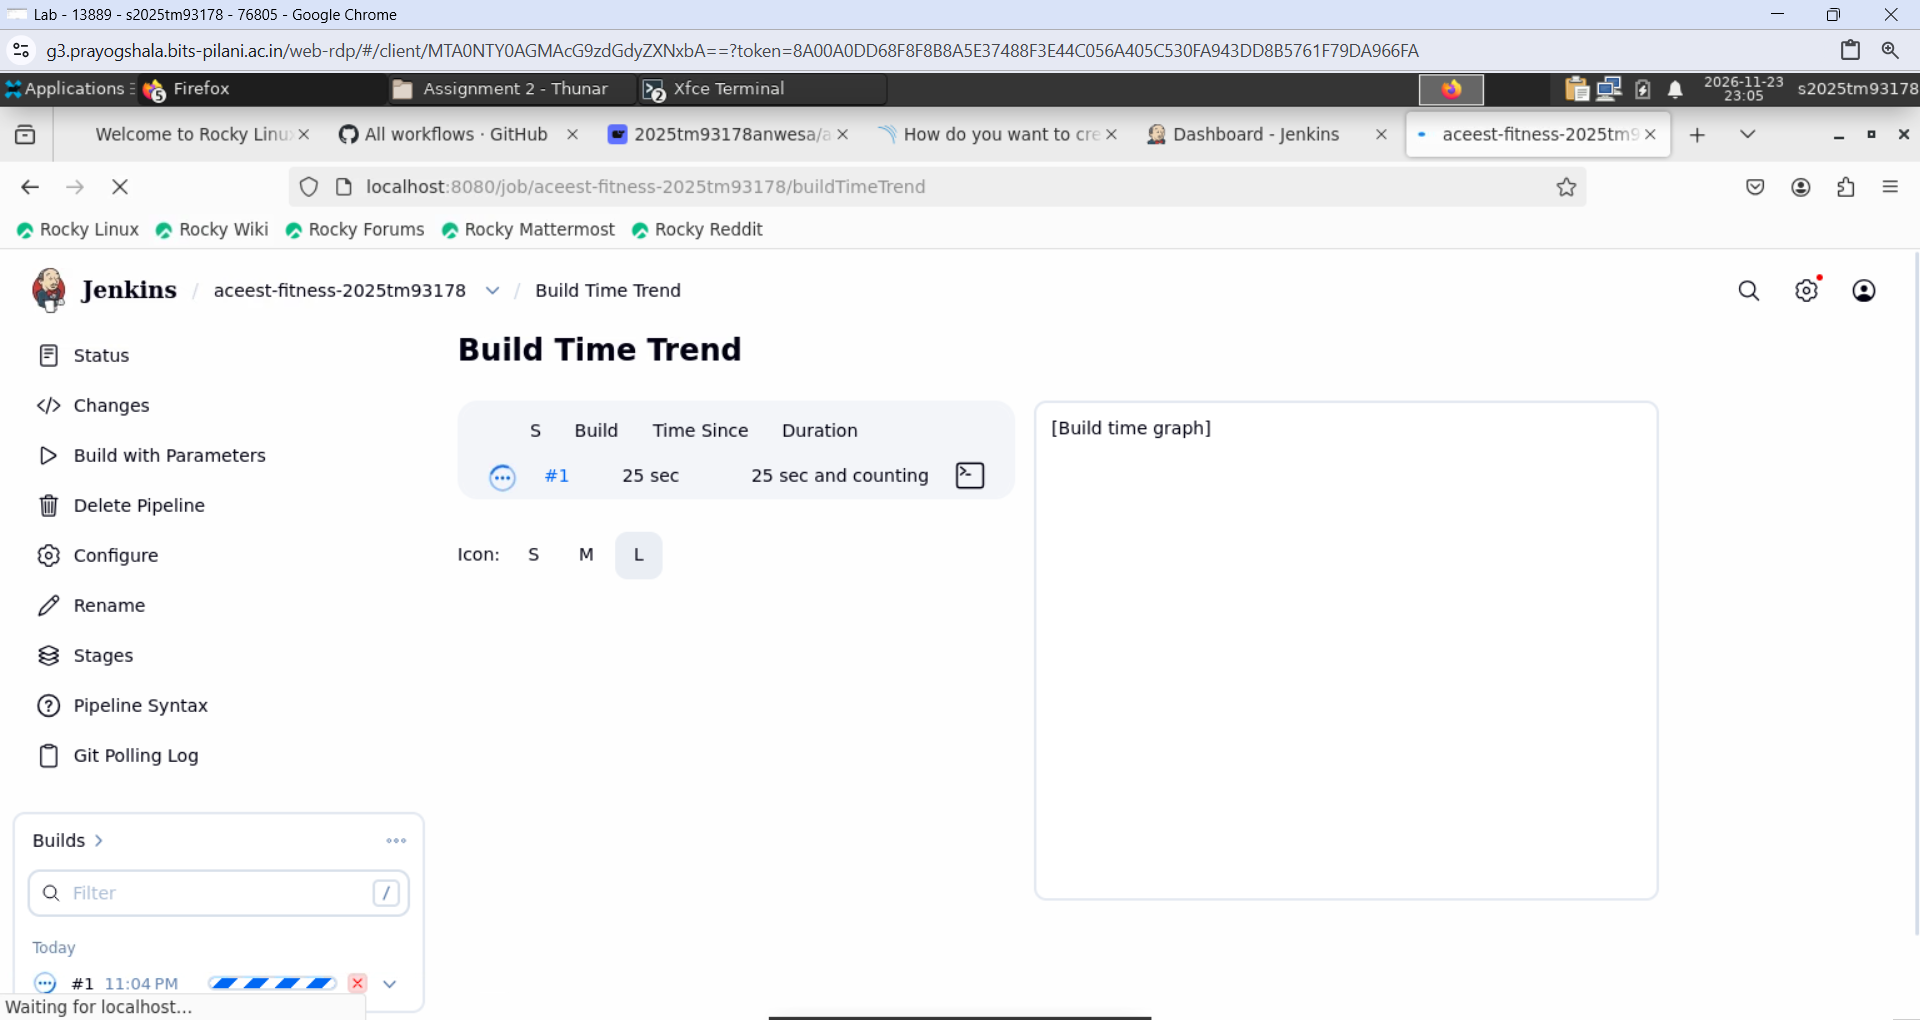 Lab - 13889 - s2025tm93178 - 76805 - Google Chrome
g3.prayogshala.bits-pilani.ac.in/web-rdp/#/client/MTA0NTY0AGMAcG9zdGdyZXNxbA==?token=8A00A0DD68F8F8B8A5E37488F3E44C056A405C530FA943DD8B5761F79DA966FA
Applications Firefox Assignment 2 - Thunar Xfce Terminal 2026-11-23 23:05 s2025tm93178
Welcome to Rocky Linu All workflows · GitHub 2025tm93178anwesa/a How do you want to cre Dashboard - Jenkins aceest-fitness-2025tm9
localhost:8080/job/aceest-fitness-2025tm93178/buildTimeTrend
Rocky Linux Rocky Wiki Rocky Forums Rocky Mattermost Rocky Reddit
Jenkins / aceest-fitness-2025tm93178 / Build Time Trend
Status
Changes
Build with Parameters
Delete Pipeline
Configure
Rename
Stages
Pipeline Syntax
Git Polling Log
Builds
Filter /
Today
#1 11:04 PM
Waiting for localhost...
Build Time Trend
S Build Time Since Duration
#1 25 sec 25 sec and counting
Icon: S M L
[Build time graph]